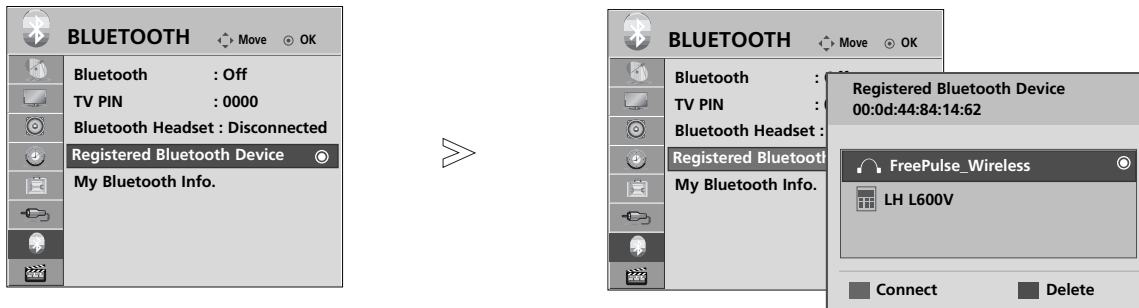 BLUETOOTH Move OK
Bluetooth : Off
TV PIN : 0000
Bluetooth Headset : Disconnected
Registered Bluetooth Device
My Bluetooth Info.
BLUETOOTH Move OK
Bluetooth :
TV PIN :
Bluetooth Headset :
Registered Bluetooth
My Bluetooth Info.
Registered Bluetooth Device
00:0d:44:84:14:62
FreePulse_Wireless
LH L600V
Connect Delete